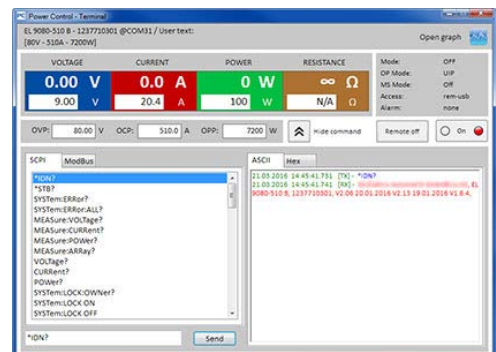 Power Control - Terminal
EL 9080-510 B - 1237710301 @COM31 / User text:
[80V - 510A - 7200W]
Open graph
VOLTAGE CURRENT POWER RESISTANCE
0.00 V 0.0 A 0 W ∞ Ω
9.00 V 20.4 A 100 W N/A Ω
Mode: OFF
OP Mode: UIP
MS Mode: Off
Access: rem-usb
Alarm: none
OVP: 80.00 V OCP: 510.0 A OPP: 7200 W Hide command Remote off On
SCPI ModBus
*IDN?
*STB?
SYSTem:ERRor?
SYSTem:ERRor:ALL?
MEASure:VOLTage?
MEASure:CURRent?
MEASure:POWer?
MEASure:ARRay?
VOLTage?
CURRent?
POWer?
SYSTem:LOCK:OWNer?
SYSTem:LOCK ON
SYSTem:LOCK OFF
*IDN? Send
ASCII Hex
21.03.2016 14:45:41.731 [TX] - *IDN?
21.03.2016 14:45:41.741 [RX] - , EL
9080-510 B, 1237710301, V2.06 20.01.2016 V2.13 19.01.2016 V1.6.4,